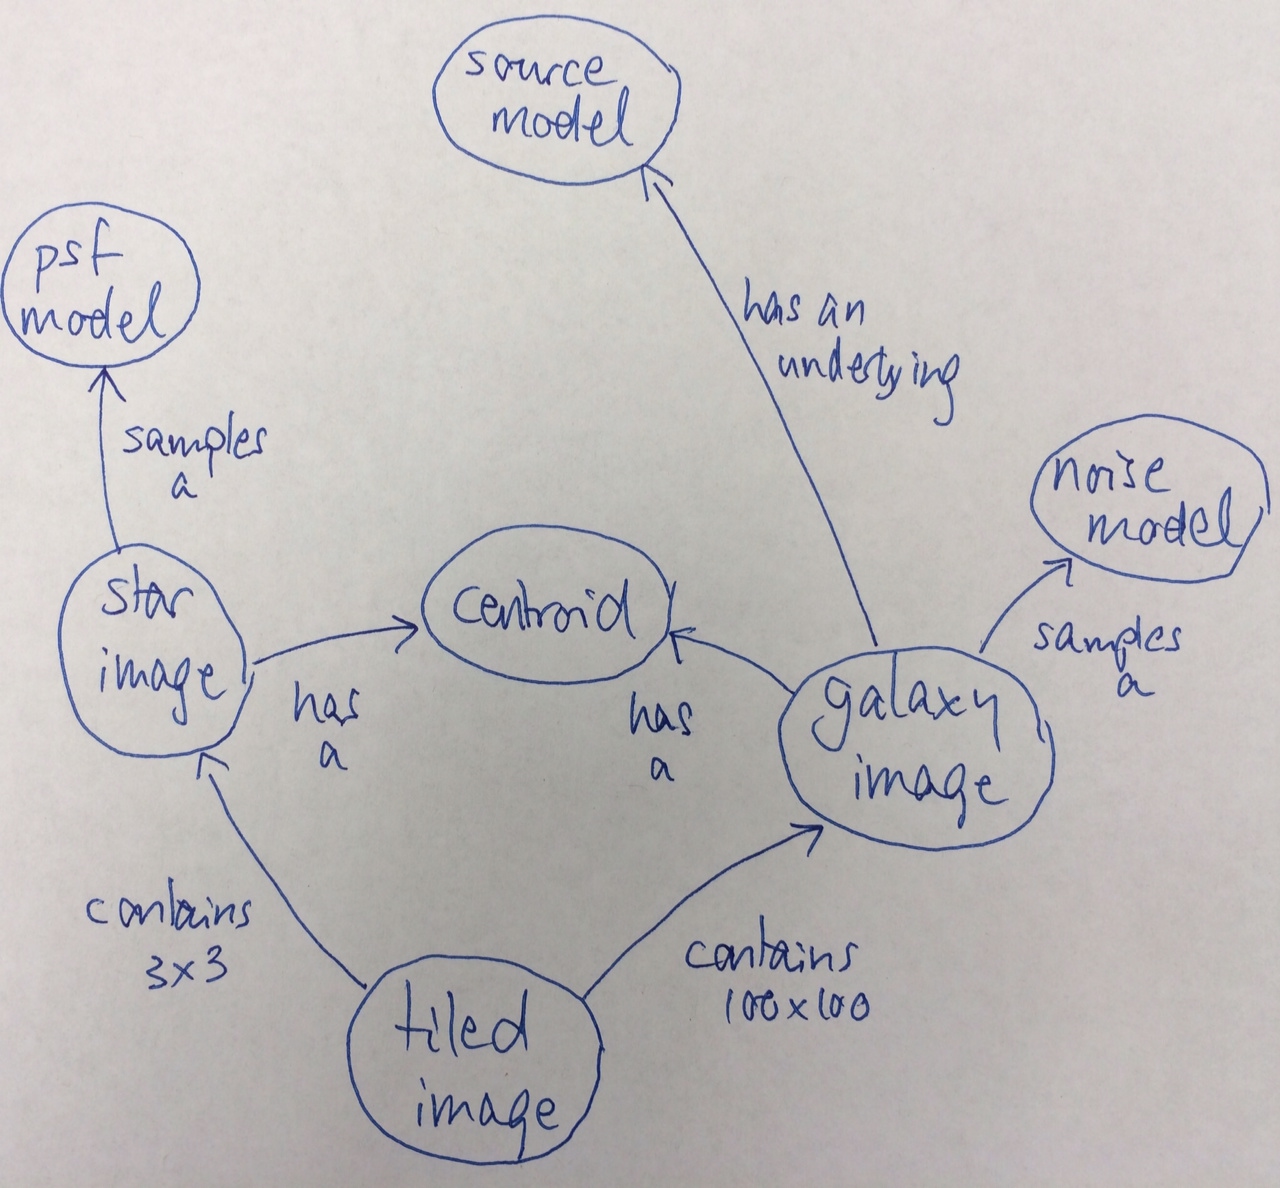 source
model
psf
model
has an
underlying
samples
a
noise
model
star
image
centroid
samples
a
has
a
has
a
galaxy
image
contains
3x3
contains
100x100
tiled
image